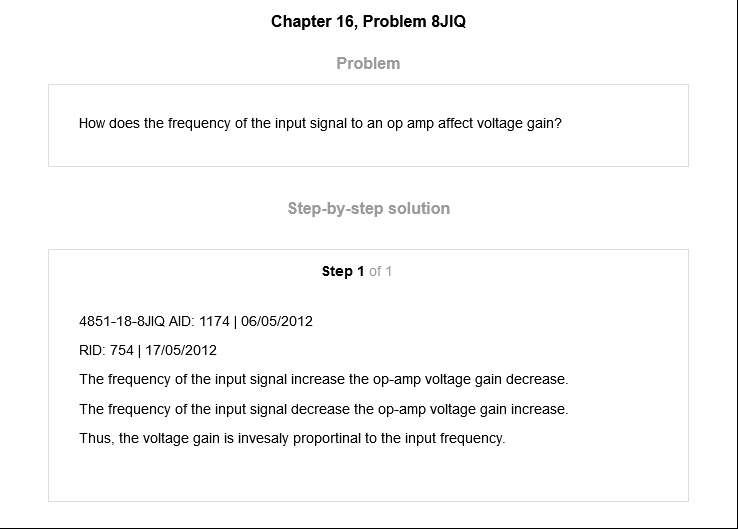 Chapter 16, Problem 8JIQ
Problem
How does the frequency of the input signal to an op amp affect voltage gain?
Step-by-step solution
Step 1 of 1
4851-18-8JIQ AID: 1174 | 06/05/2012
RID: 754 | 17/05/2012
The frequency of the input signal increase the op-amp voltage gain decrease.
The frequency of the input signal decrease the op-amp voltage gain increase.
Thus, the voltage gain is invesaly proportinal to the input frequency.